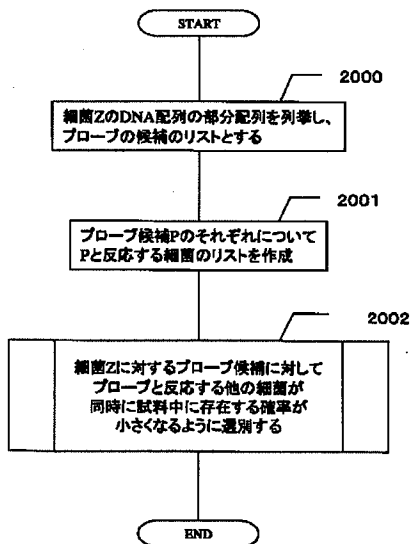 START
2000
細菌ZのDNA配列の部分配列を列挙し、
プローブの候補のリストとする
2001
プローブ候補Pのそれぞれについて
Pと反応する細菌のリストを作成
2002
細菌Zに対するプローブ候補に対して
プローブと反応する他の細菌が
同時に試料中に存在する確率が
小さくなるように選別する
END